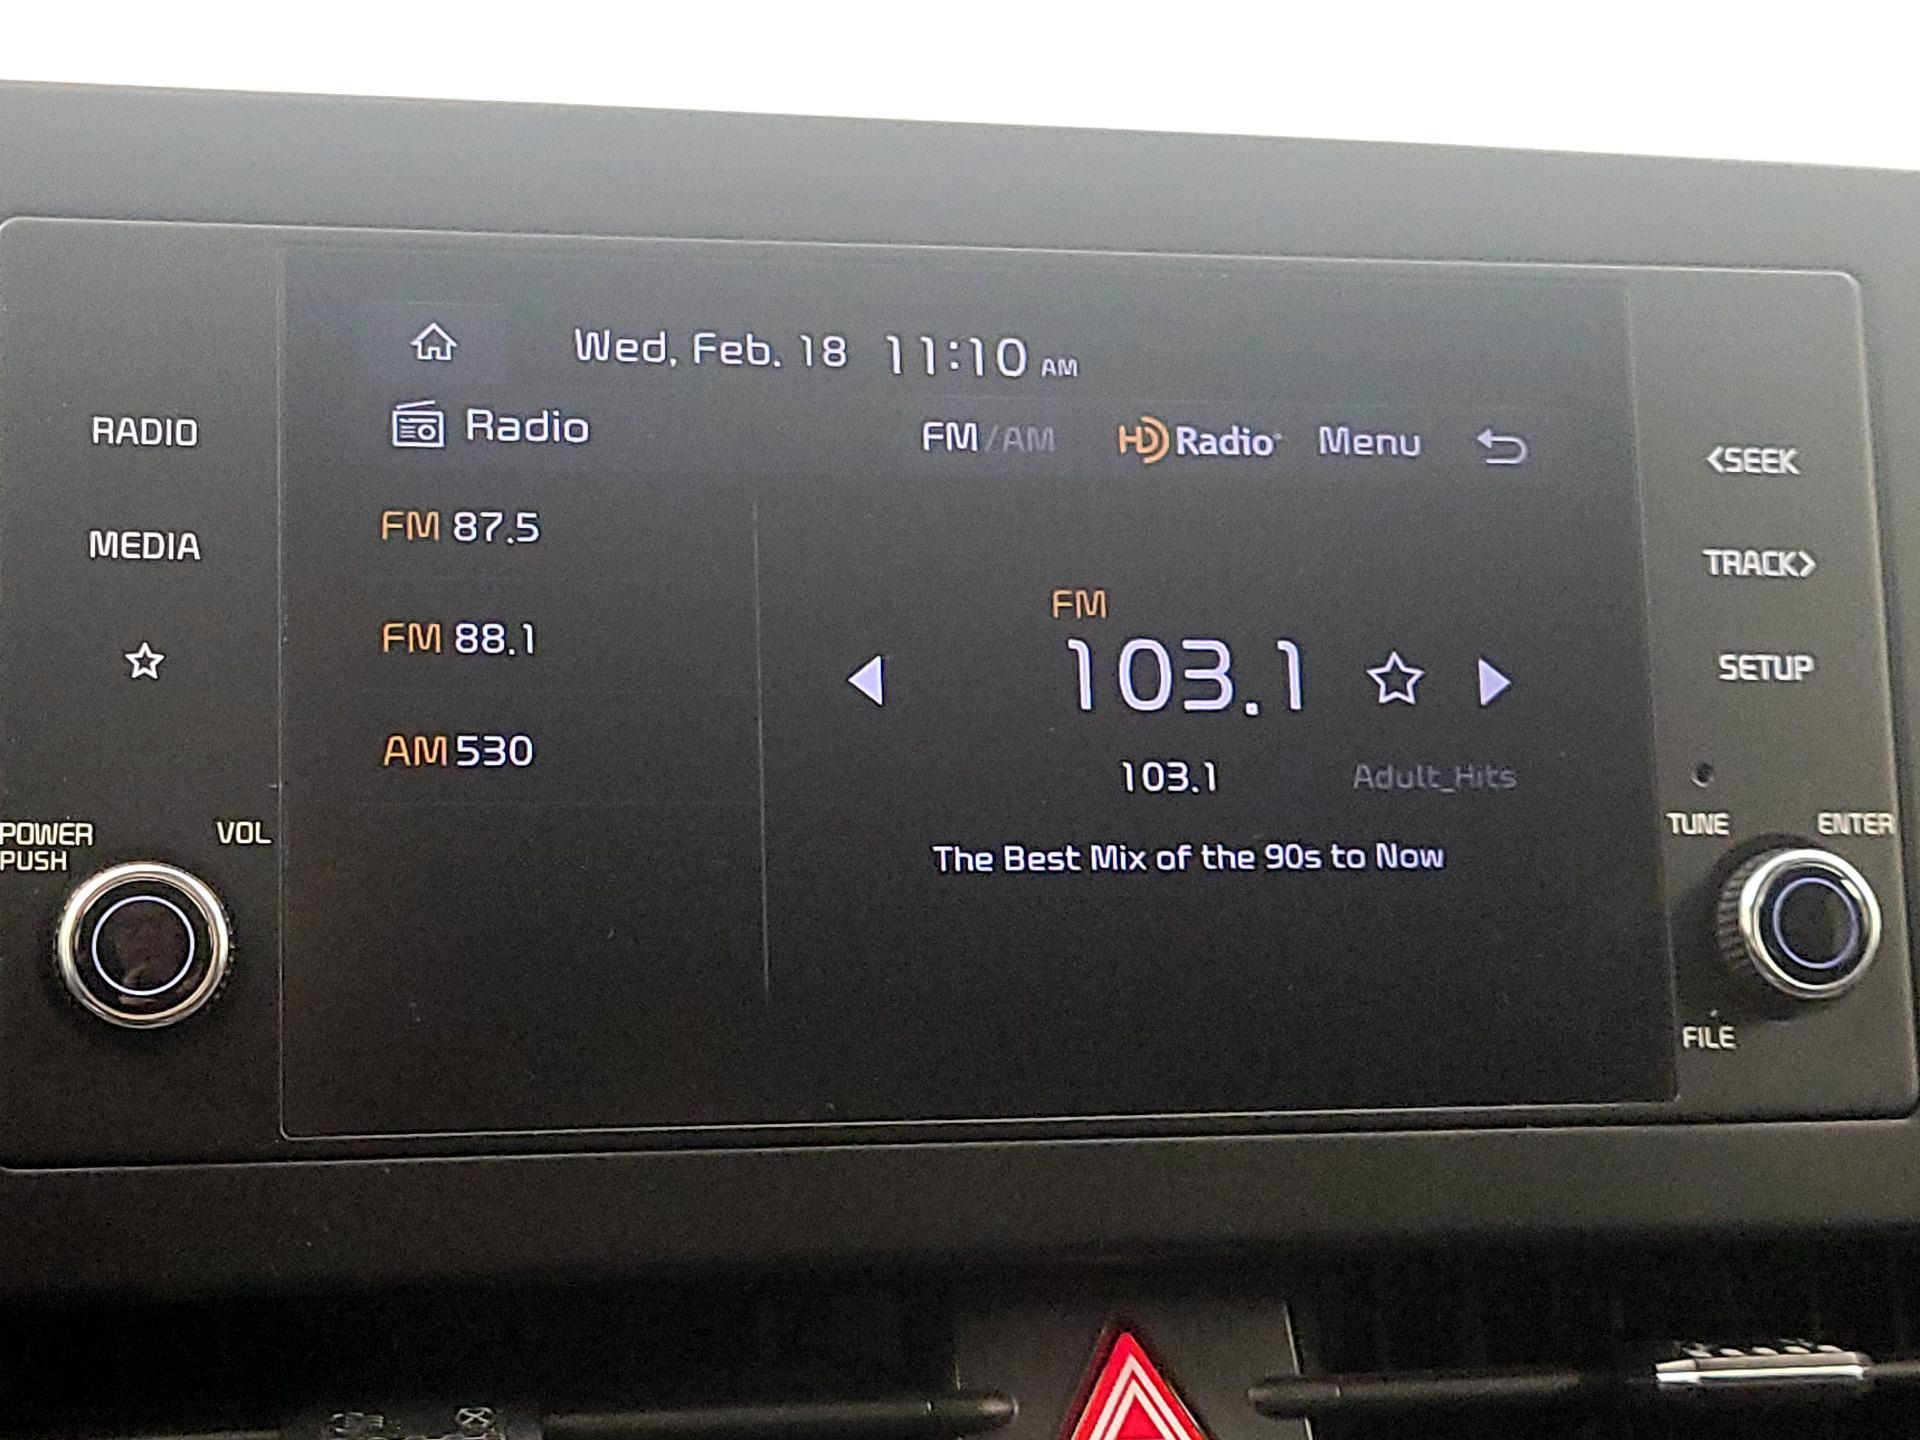 Wed, Feb. 18 11:10 AM
RADIO
Radio
FM/AM
HD Radio
Menu
<SEEK
MEDIA
FM 87.5
TRACK>
FM 88.1
FM
103.1
SETUP
AM 530
103.1
Adult_Hits
POWER
PUSH
VOL
The Best Mix of the 90s to Now
TUNE
ENTER
FILE